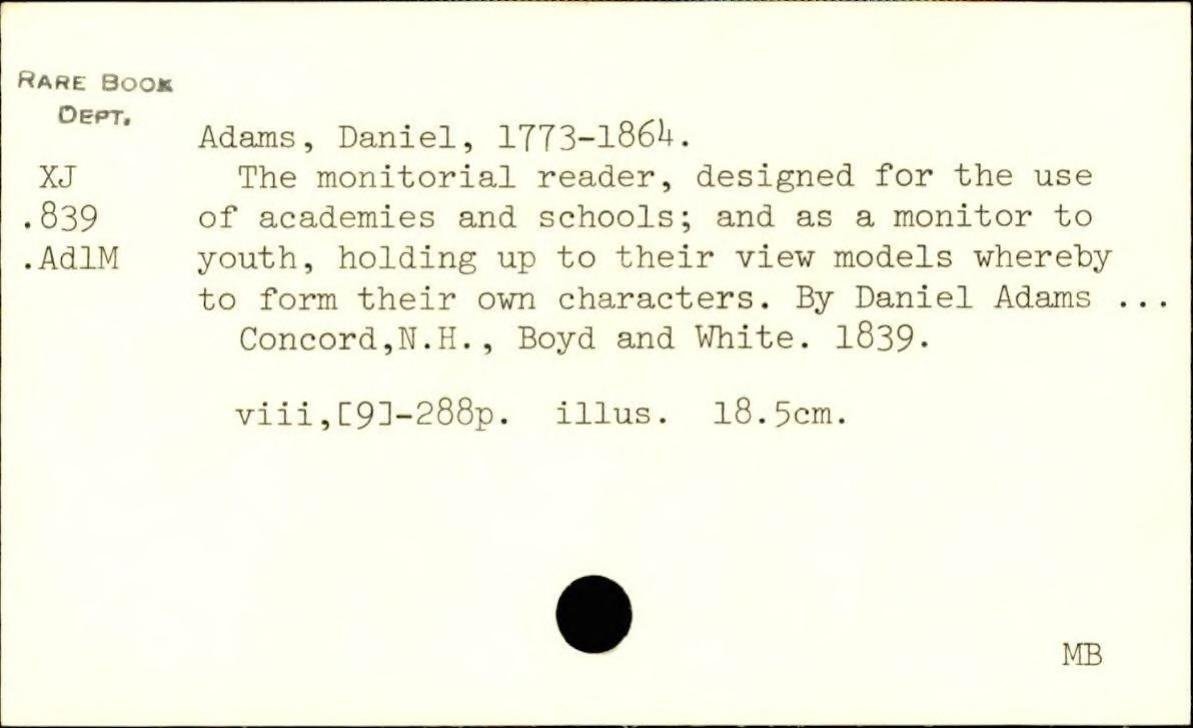 RARE BOOK
DEPT.
Adams, Daniel, 1773-1864.
XJ The monitorial reader, designed for the use
.839 of academies and schools; and as a monitor to
.Ad1M youth, holding up to their view models whereby
to form their own characters. By Daniel Adams ...
Concord,N.H., Boyd and White. 1839.
viii,[9]-288p. illus. 18.5cm.
MB